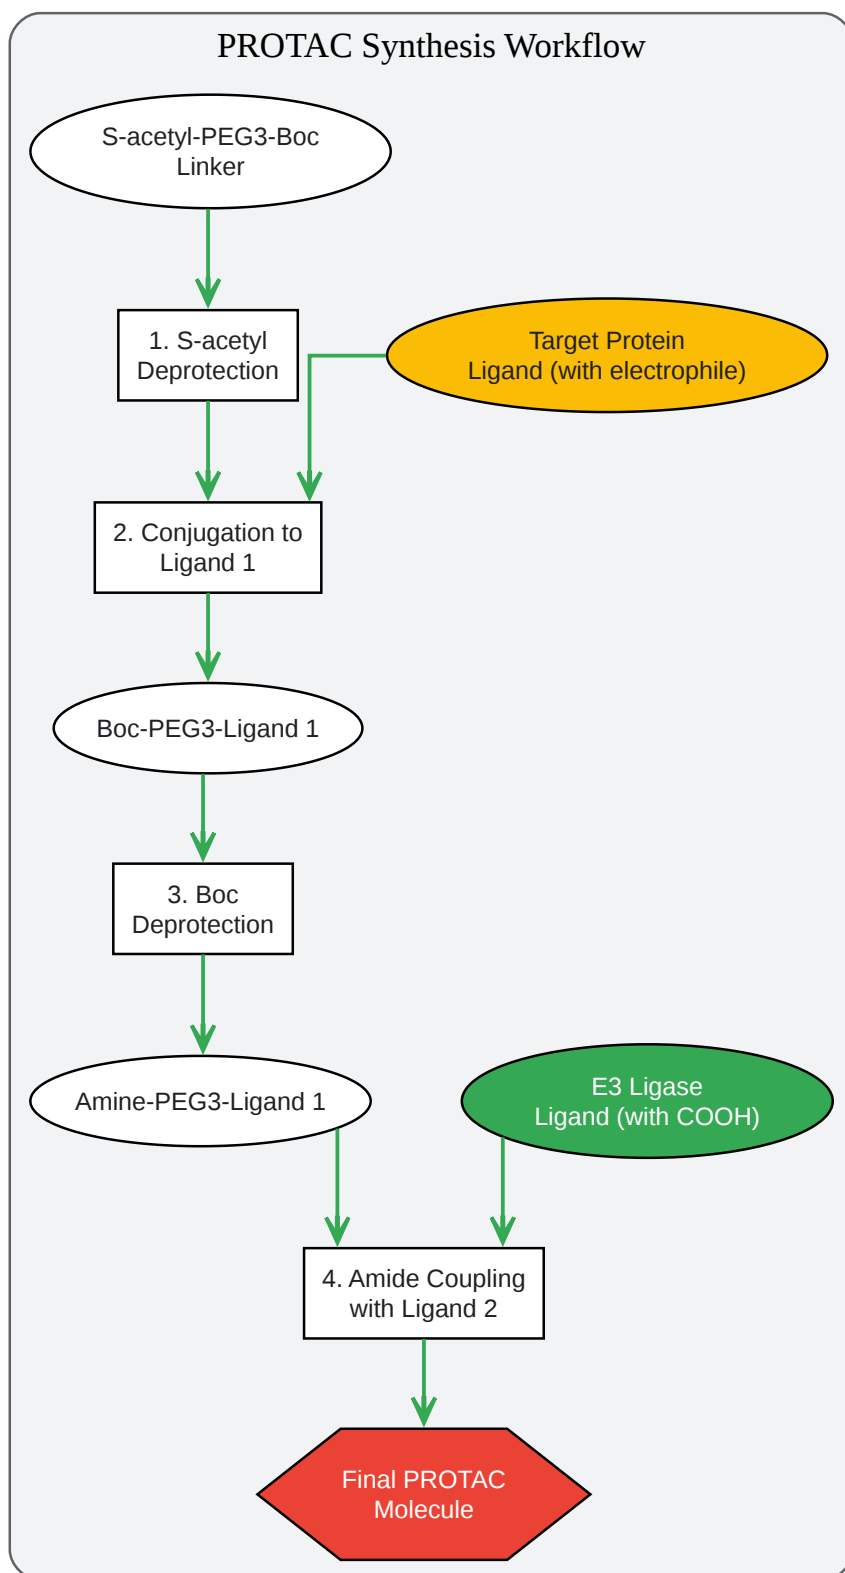 PROTAC Synthesis Workflow
S-acetyl-PEG3-Boc
Linker
1. S-acetyl
Deprotection
Target Protein
Ligand (with electrophile)
2. Conjugation to
Ligand 1
Boc-PEG3-Ligand 1
3. Boc
Deprotection
Amine-PEG3-Ligand 1
E3 Ligase
Ligand (with COOH)
4. Amide Coupling
with Ligand 2
Final PROTAC
Molecule